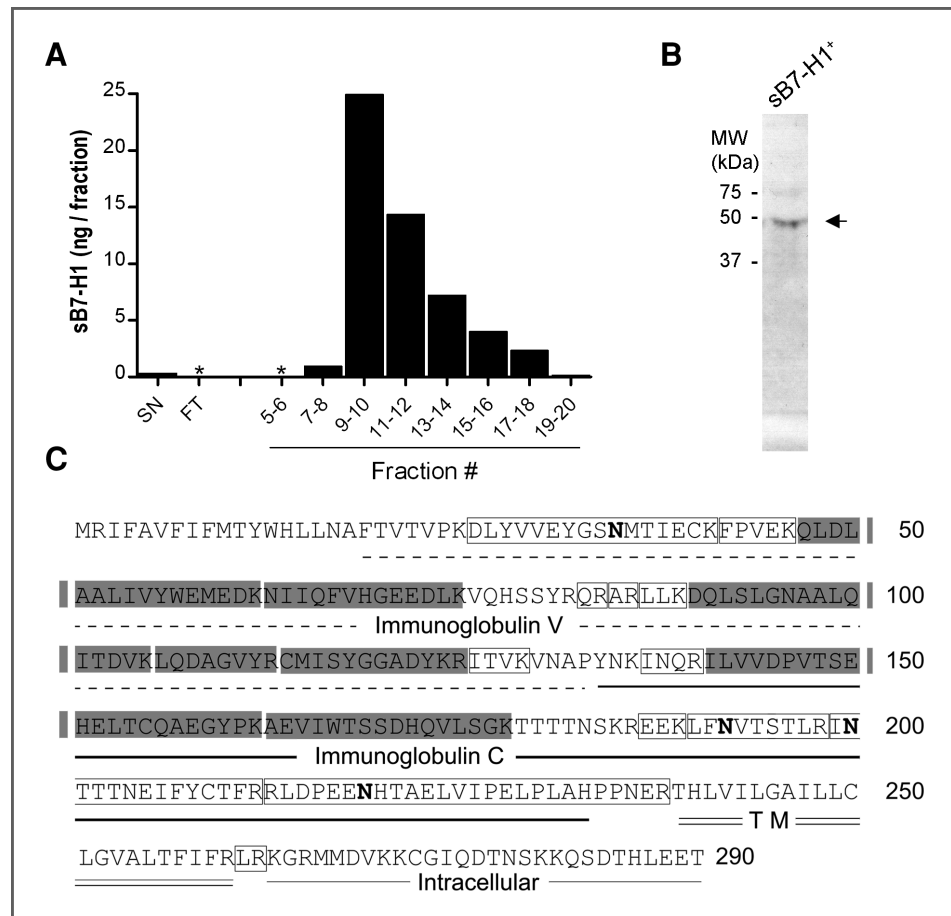 A
25
20
15
10
5
0
sB7-H1 (ng / fraction)
* *
SN FT 5-6 7-8 9-10 11-12 13-14 15-16 17-18 19-20
Fraction #
B
sB7-H1+
MW
(kDa)
75 -
50 -
37 -
C
MRIFAVFIFMTYWHLLNAFTVTVPKDLYVVEYGSNMTIECKFPVEKQLDL 50
AALIVYWEMEDKNIIQFVHGEEDLKVQHSSYRQRARLLKDQLSLGNAALQ 100
Immunoglobulin V
ITDVKLQDAGVYRCMISYGGADYKRITVKVNAPYNKINQRILVVDPVTSE 150
HELTCQAEGYPKAEVIWTSSDHQVLSGKTTTTNSKREEKLFNVTSTLRIN 200
Immunoglobulin C
TTTNEIFYCTFRRLDPEENHTAELVIPELPLAHPPNERTHLVILGAILLC 250
T M
LGVALTFIFRLRKGRMMDVKKCGIQDTNSKKQSDTHLEET 290
Intracellular